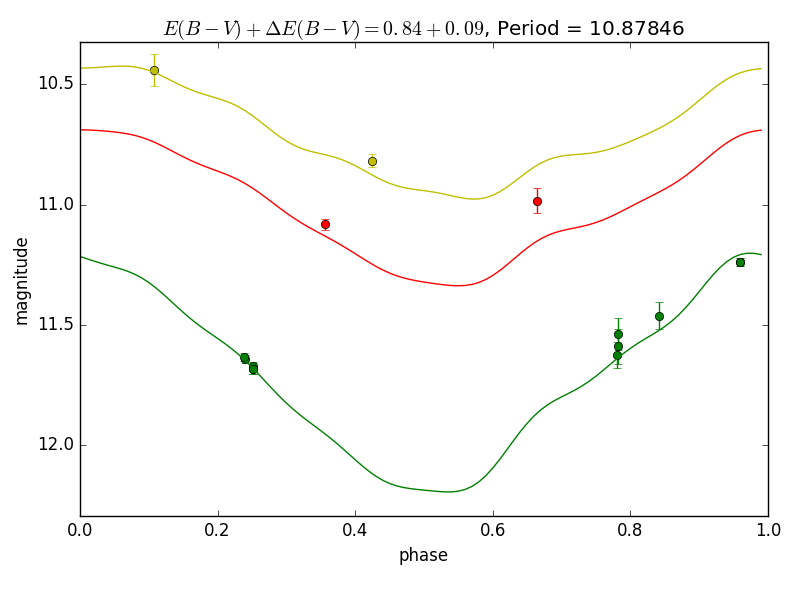 E(B − V) + ΔE(B − V) = 0.84 + 0.09, Period = 10.87846
10.5
11.0
11.5
12.0
magnitude
0.0 0.2 0.4 0.6 0.8 1.0
phase